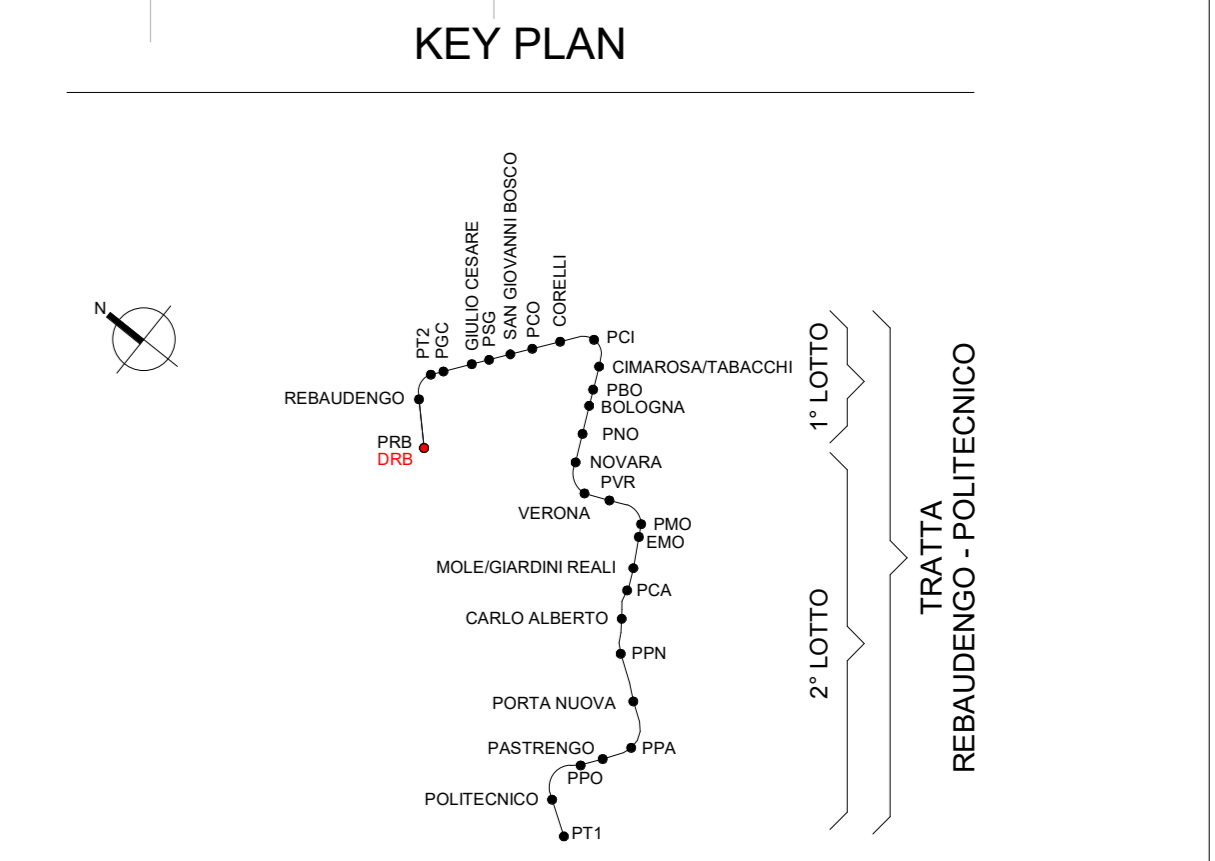 KEY PLAN
N
PT2
PGC
GIULIO CESARE
PSG
SAN GIOVANNI BOSCO
PCO
CORELLI
PCI
CIMAROSA/TABACCHI
REBAUDENGO
PBO
BOLOGNA
PRB
DRB
PNO
NOVARA
PVR
VERONA
PMO
EMO
MOLE/GIARDINI REALI
PCA
CARLO ALBERTO
PPN
PORTA NUOVA
PASTRENGO
PPA
PPO
POLITECNICO
PT1
1° LOTTO
2° LOTTO
TRATTA
REBAUDENGO - POLITECNICO